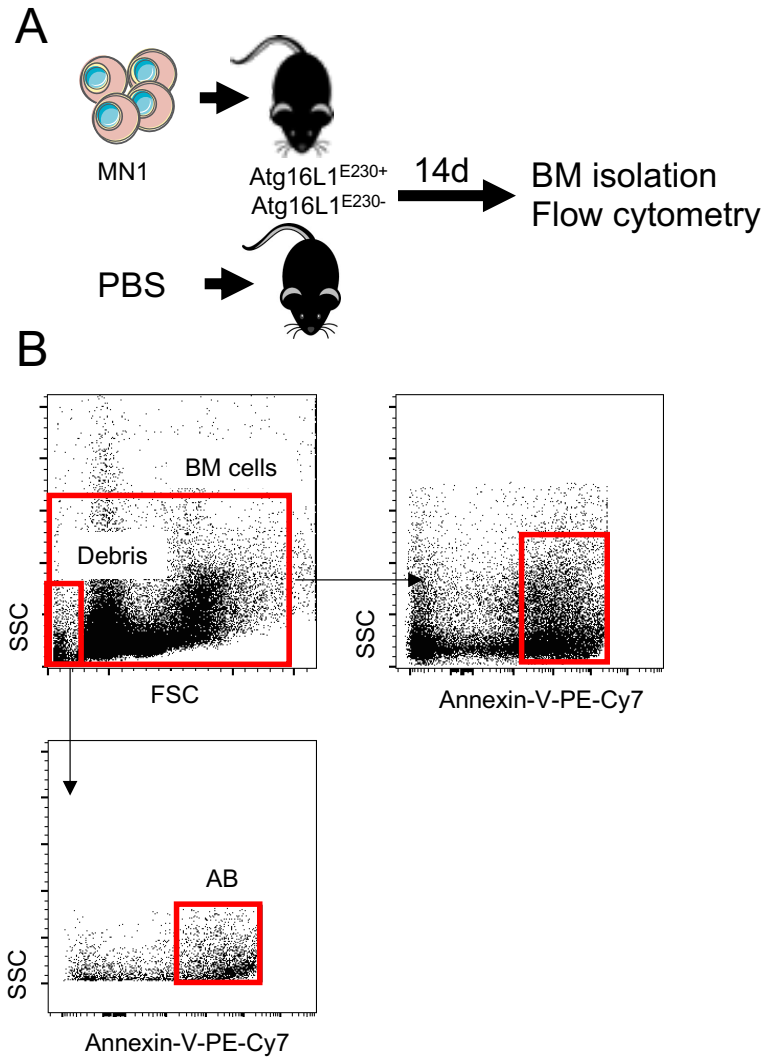 A
MN1
Atg16L1E230+
Atg16L1E230-
14d
BM isolation
Flow cytometry
PBS
B
BM cells
Debris
SSC
FSC
SSC
Annexin-V-PE-Cy7
AB
SSC
Annexin-V-PE-Cy7